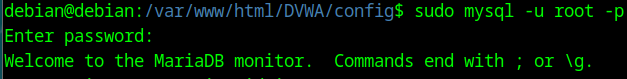 debian@debian:/var/www/html/DVWA/config$ sudo mysql -u root -p
Enter password:
Welcome to the MariaDB monitor.  Commands end with ; or \g.